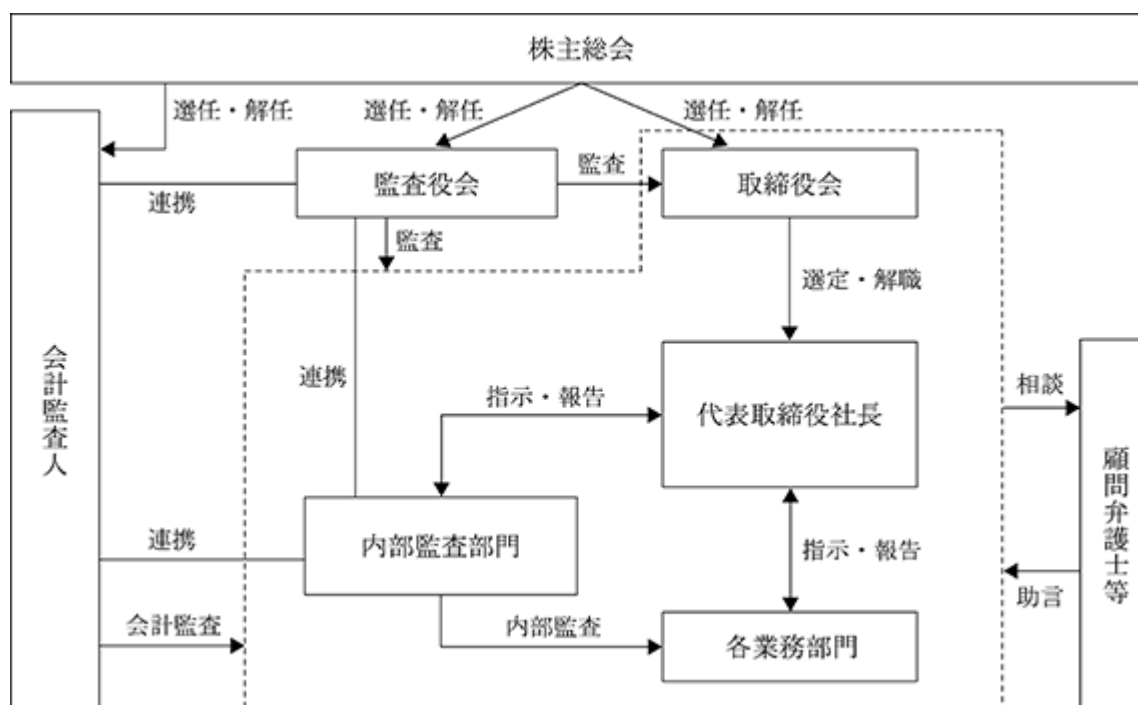 株主総会
選任・解任
選任・解任
選任・解任
監査役会
監査
取締役会
連携
監査
選定・解職
会計監査人
連携
指示・報告
代表取締役社長
相談
顧問弁護士等
内部監査部門
連携
指示・報告
助言
会計監査
内部監査
各業務部門